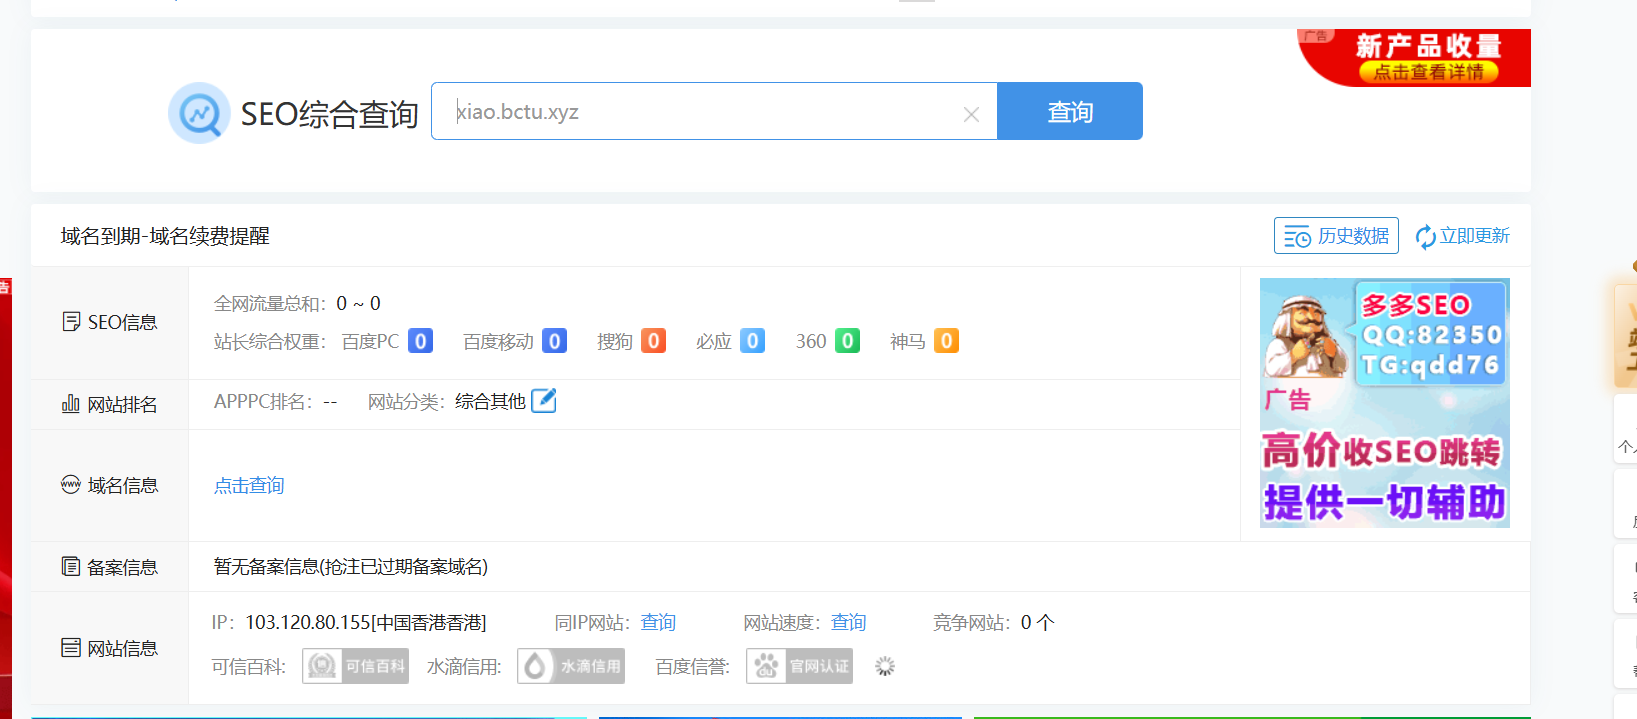 广告
新产品收量
点击查看详情
SEO综合查询
xiao.bctu.xyz
查询
域名到期-域名续费提醒
历史数据
立即更新
告
SEO信息
全网流量总和：0 ~ 0
站长综合权重： 百度PC 0 百度移动 0 搜狗 0 必应 0 360 0 神马 0
多多SEO
QQ:82350
TG:qdd76
广告
高价收SEO跳转
提供一切辅助
网站排名
APPPC排名：-- 网站分类：综合其他
域名信息
点击查询
备案信息
暂无备案信息(抢注已过期备案域名)
网站信息
IP：103.120.80.155[中国香港香港] 同IP网站：查询 网站速度：查询 竞争网站：0 个
可信百科: 可信百科 水滴信用: 水滴信用 百度信誉: du 官网认证
个